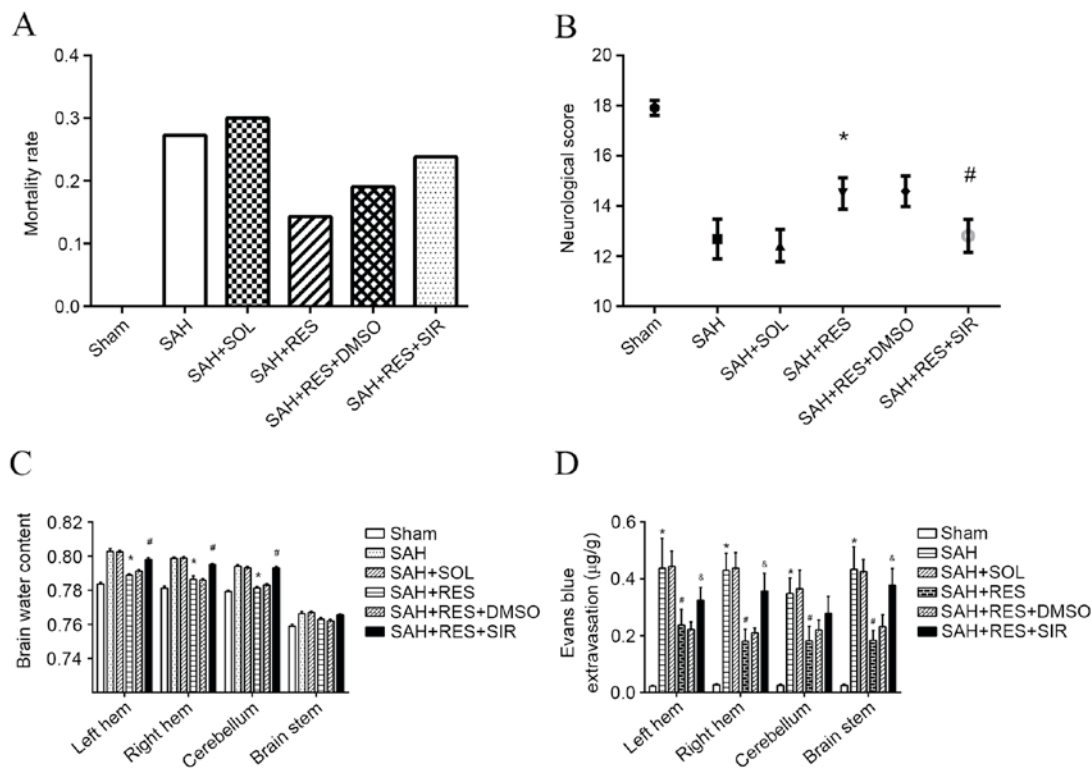 A
Mortality rate
0.4
0.3
0.2
0.1
0.0
Sham
SAH
SAH+SOL
SAH+RES
SAH+RES+DMSO
SAH+RES+SIR
B
Neurological score
20
18
16
14
12
10
*
#
Sham
SAH
SAH+SOL
SAH+RES
SAH+RES+DMSO
SAH+RES+SIR
C
Brain water content
0.82
0.80
0.78
0.76
0.74
* #
* #
* #
Left hem
Right hem
Cerebellum
Brain stem
Sham
SAH
SAH+SOL
SAH+RES
SAH+RES+DMSO
SAH+RES+SIR
D
Evans blue
extravasation (μg/g)
0.6
0.4
0.2
0.0
* # &
* # &
* #
* # &
Left hem
Right hem
Cerebellum
Brain stem
Sham
SAH
SAH+SOL
SAH+RES
SAH+RES+DMSO
SAH+RES+SIR